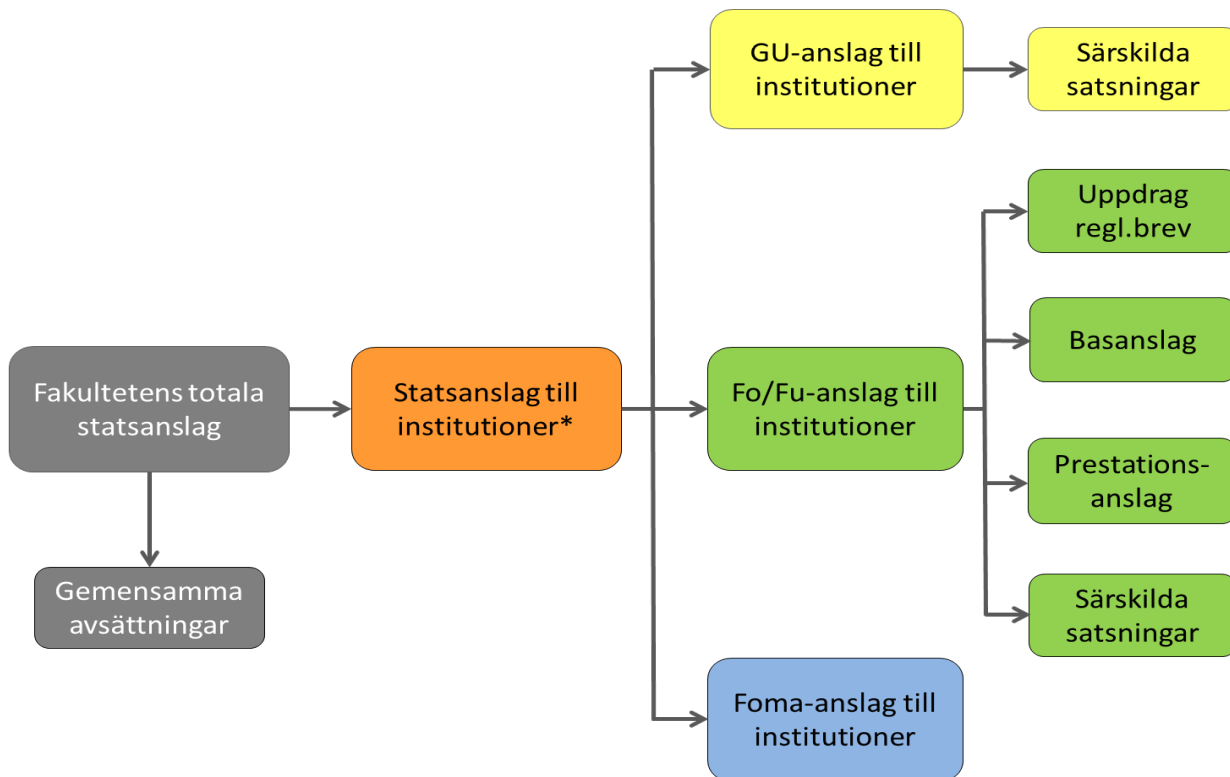 GU-anslag till
institutioner
Särskilda
satsningar
Uppdrag
regl.brev
Basanslag
Fakultetens totala
statsanslag
Statsanslag till
institutioner*
Fo/Fu-anslag till
institutioner
Prestations-
anslag
Gemensamma
avsättningar
Särskilda
satsningar
Foma-anslag till
institutioner